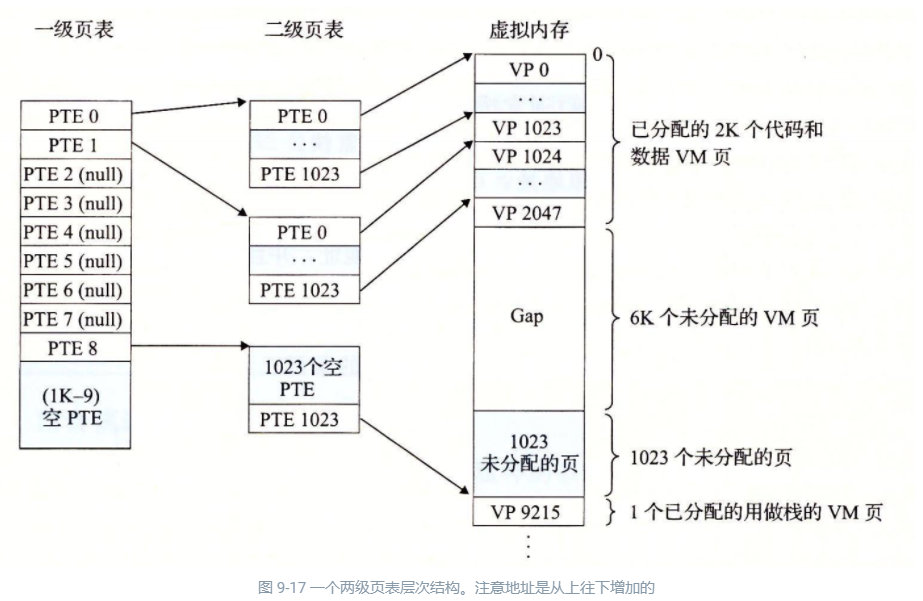 一级页表
二级页表
虚拟内存
PTE 0
PTE 1
PTE 2 (null)
PTE 3 (null)
PTE 4 (null)
PTE 5 (null)
PTE 6 (null)
PTE 7 (null)
PTE 8
(1K–9)
空 PTE
PTE 0
· · ·
PTE 1023
PTE 0
· · ·
PTE 1023
1023个空
PTE
PTE 1023
0
VP 0
· · ·
VP 1023
VP 1024
· · ·
VP 2047
Gap
1023
未分配的页
VP 9215
已分配的 2K 个代码和
数据 VM 页
6K 个未分配的 VM 页
1023 个未分配的页
1 个已分配的用做栈的 VM 页
图 9-17 一个两级页表层次结构。注意地址是从上往下增加的